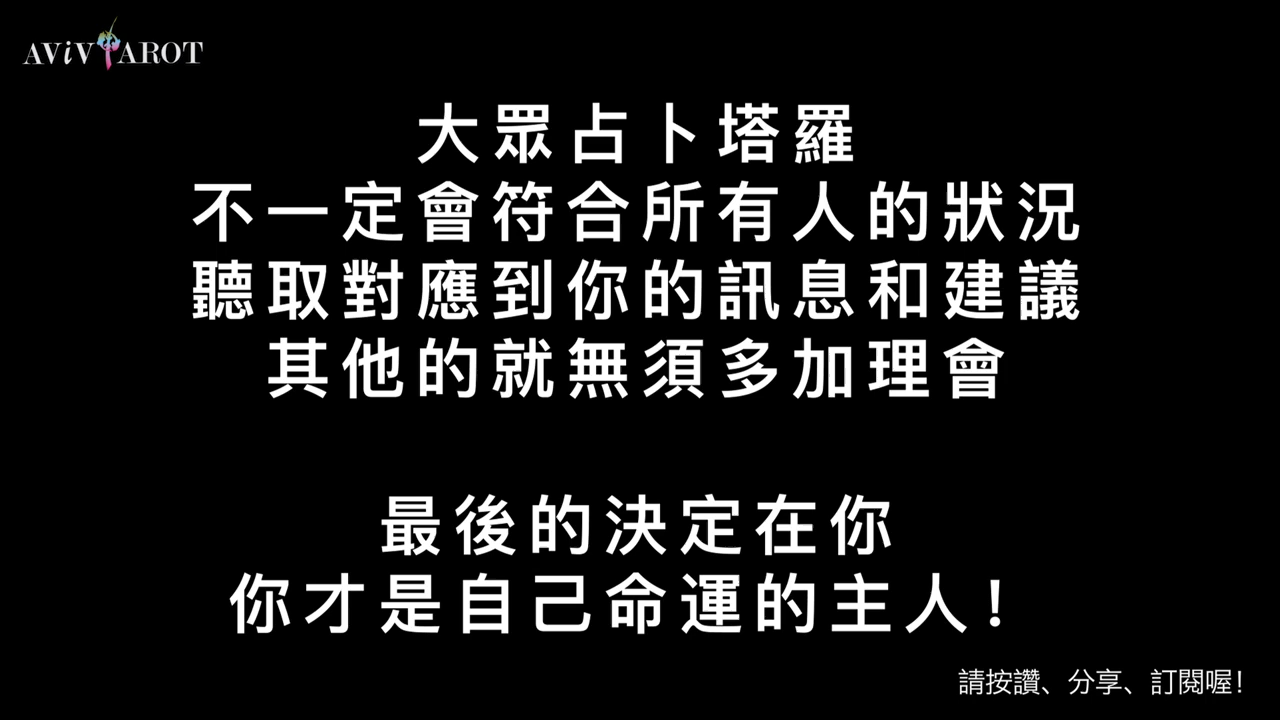 AViV TAROT
大眾占卜塔羅
不一定會符合所有人的狀況
聽取對應到你的訊息和建議
其他的就無須多加理會
最後的決定在你
你才是自己命運的主人！
請按讚、分享、訂閱喔！